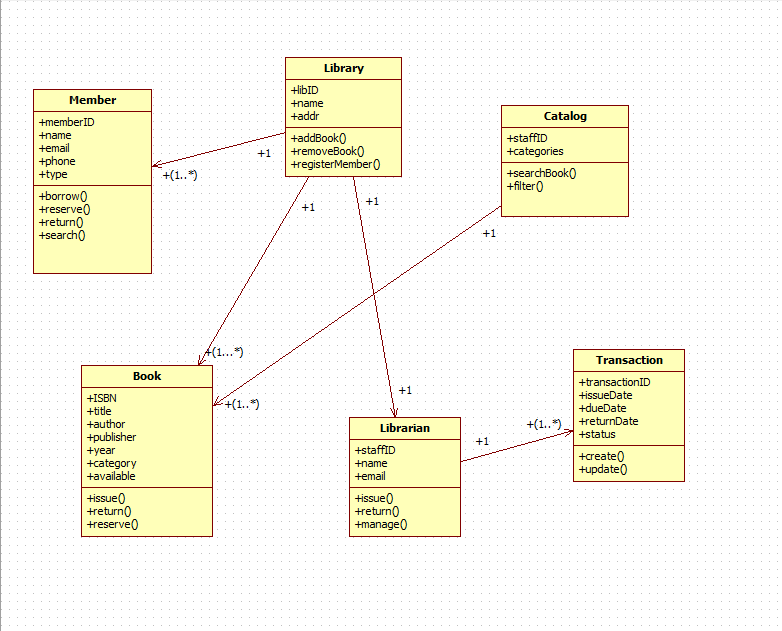 Library
+libID
+name
+addr
+addBook()
+removeBook()
+registerMember()
Member
+memberID
+name
+email
+phone
+type
+borrow()
+reserve()
+return()
+search()
Catalog
+staffID
+categories
+searchBook()
+filter()
+1
+(1..*)
+1
+1
+1
+(1...*)
+(1..*)
+1
Book
+ISBN
+title
+author
+publisher
+year
+category
+available
+issue()
+return()
+reserve()
Librarian
+staffID
+name
+email
+issue()
+return()
+manage()
+1
+(1..*)
Transaction
+transactionID
+issueDate
+dueDate
+returnDate
+status
+create()
+update()